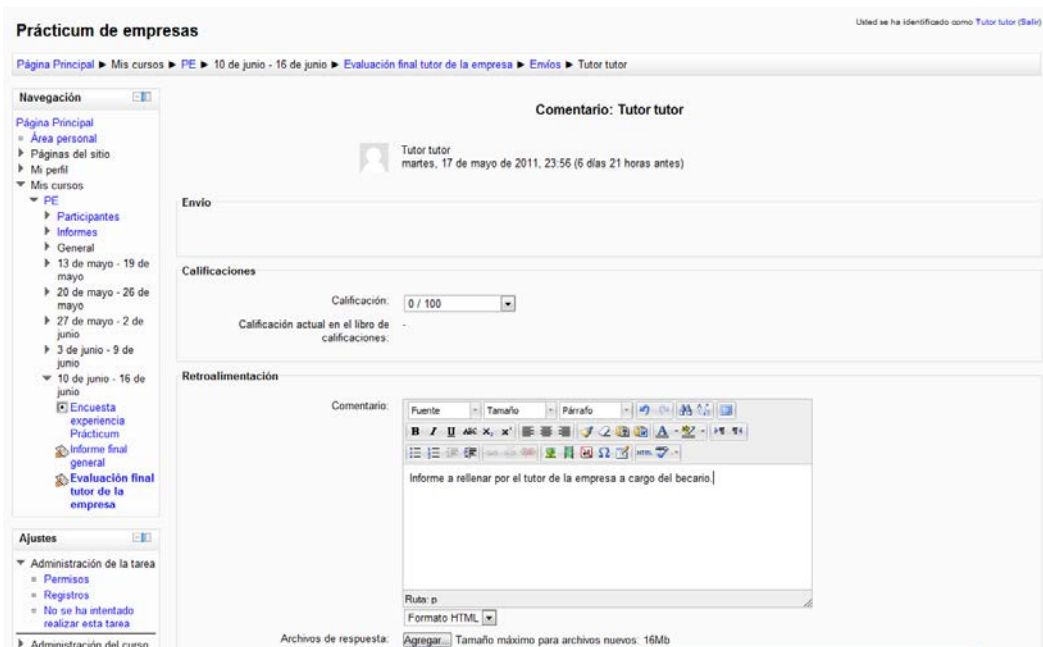 Prácticum de empresas
Usted se ha identificado como Tutor tutor (Salir)
Página Principal ► Mis cursos ► PE ► 10 de junio - 16 de junio ► Evaluación final tutor de la empresa ► Envíos ► Tutor tutor
Navegación
Página Principal
Área personal
Páginas del sitio
Mi perfil
Mis cursos
PE
Participantes
Informes
General
13 de mayo - 19 de
mayo
20 de mayo - 26 de
mayo
27 de mayo - 2 de
junio
3 de junio - 9 de
junio
10 de junio - 16 de
junio
Encuesta
experiencia
Prácticum
Informe final
general
Evaluación final
tutor de la
empresa
Ajustes
Administración de la tarea
Permisos
Registros
No se ha intentado
realizar esta tarea
Administración del curso
Comentario: Tutor tutor
Tutor tutor
martes, 17 de mayo de 2011, 23:56 (6 días 21 horas antes)
Envío
Calificaciones
Calificación: 0 / 100
Calificación actual en el libro de -
calificaciones:
Retroalimentación
Comentario:
Fuente Tamaño Párrafo
B I U ABC X, x'
HTML
Informe a rellenar por el tutor de la empresa a cargo del becario.
Ruta: p
Formato HTML
Archivos de respuesta: Agregar... Tamaño máximo para archivos nuevos: 16Mb